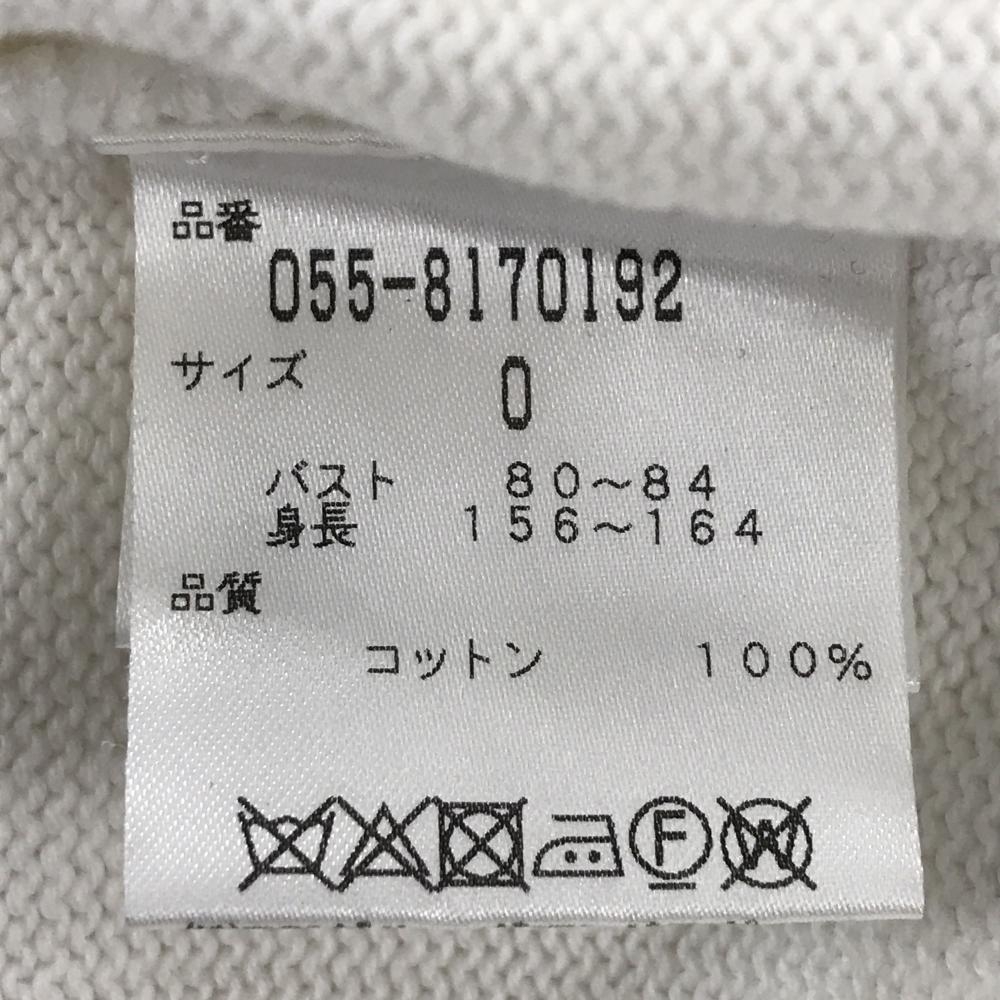 品番
055-8170192
サイズ 0
バスト 80～84
身長 156～164
品質
コットン 100%
F
W